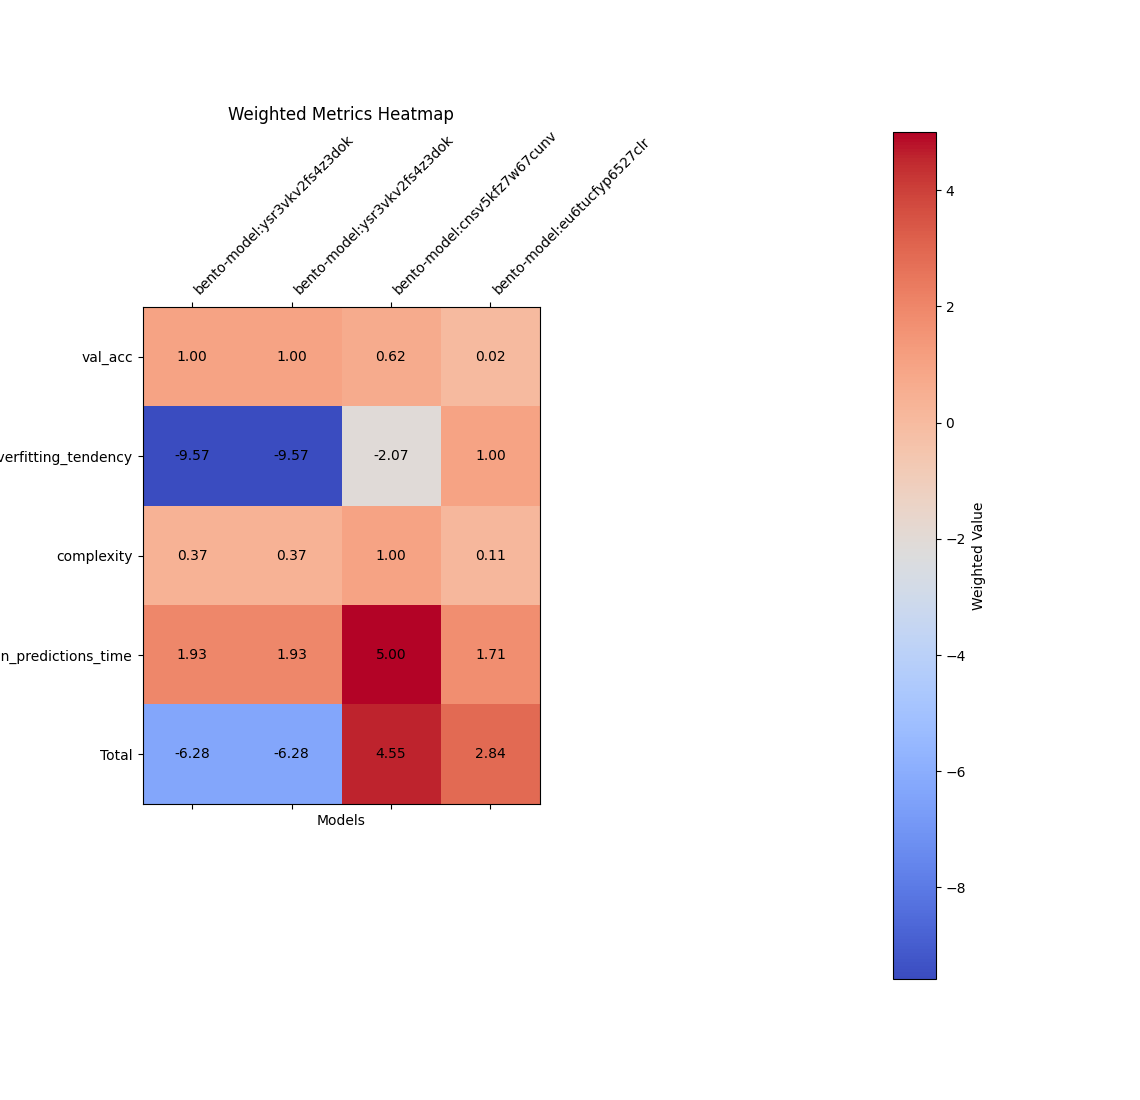 Weighted Metrics Heatmap
bento-model:ysr3vkv2fs4z3dok
bento-model:ysr3vkv2fs4z3dok
bento-model:cnsv5kfz7w67cunv
bento-model:eu6tucfyp6527clr
val_acc 1.00 1.00 0.62 0.02
verfitting_tendency -9.57 -9.57 -2.07 1.00
complexity 0.37 0.37 1.00 0.11
n_predictions_time 1.93 1.93 5.00 1.71
Total -6.28 -6.28 4.55 2.84
Models
4
2
0
−2
−4
−6
−8
Weighted Value